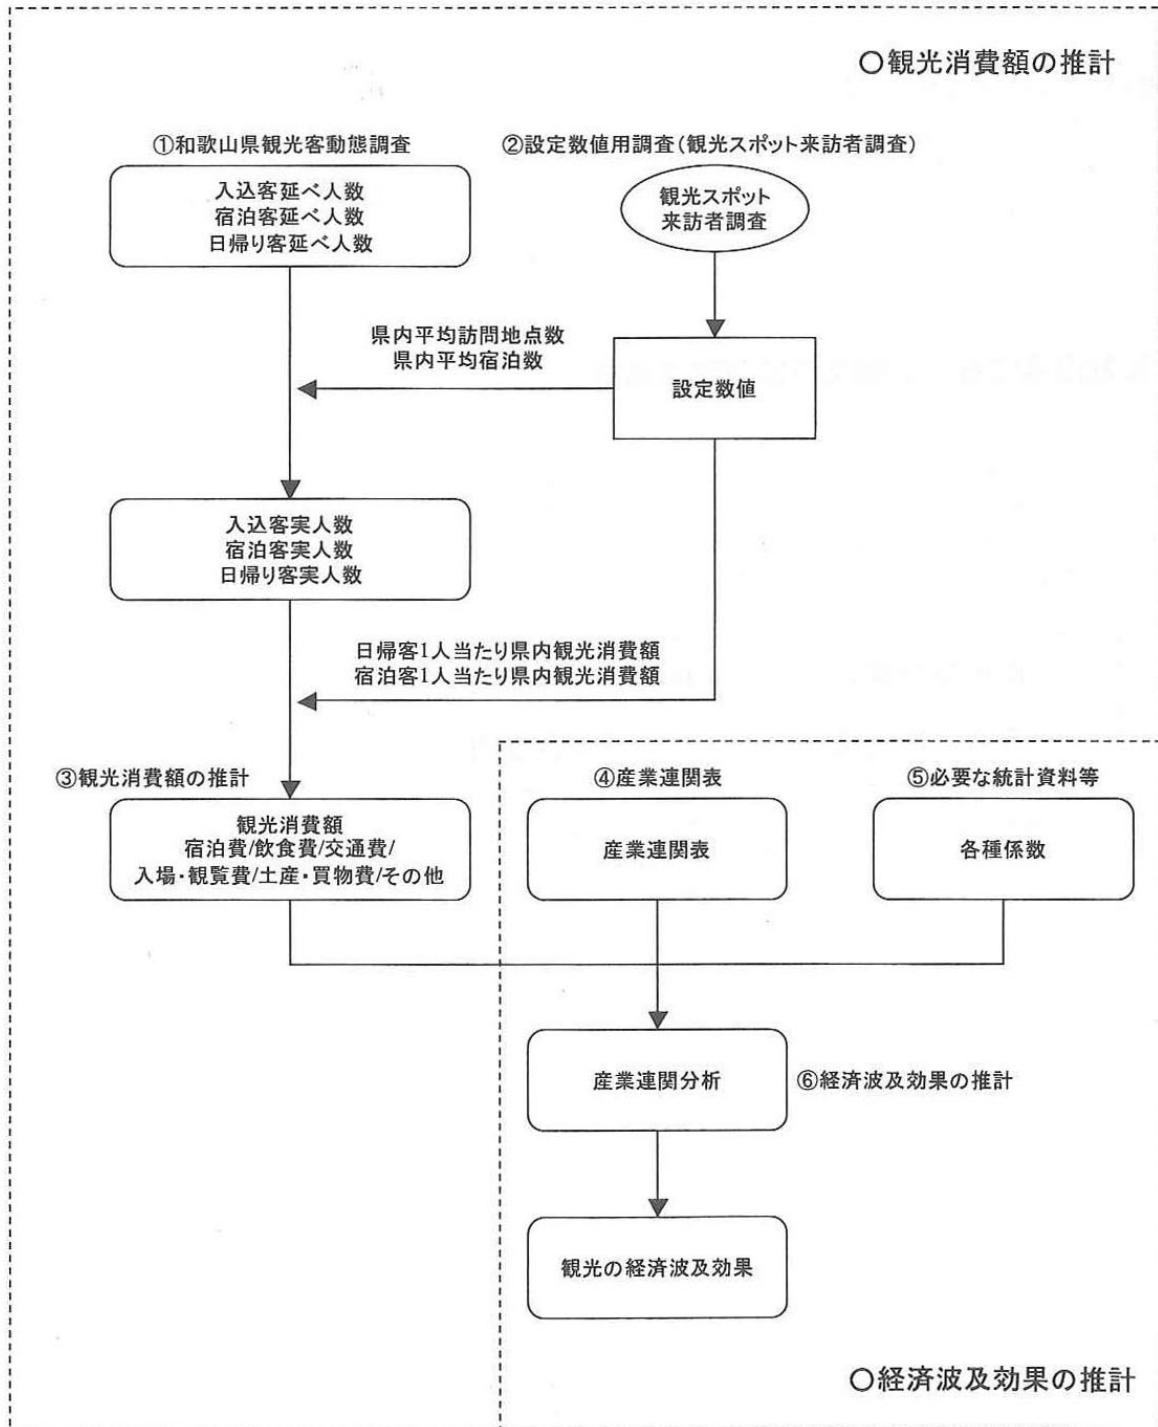 〇観光消費額の推計
①和歌山県観光客動態調査
入込客延べ人数
宿泊客延べ人数
日帰り客延べ人数
②設定数値用調査(観光スポット来訪者調査)
観光スポット
来訪者調査
県内平均訪問地点数
県内平均宿泊数
設定数値
入込客実人数
宿泊客実人数
日帰り客実人数
日帰客1人当たり県内観光消費額
宿泊客1人当たり県内観光消費額
③観光消費額の推計
観光消費額
宿泊費/飲食費/交通費/
入場・観覧費/土産・買物費/その他
④産業連関表
産業連関表
⑤必要な統計資料等
各種係数
産業連関分析
⑥経済波及効果の推計
観光の経済波及効果
〇経済波及効果の推計